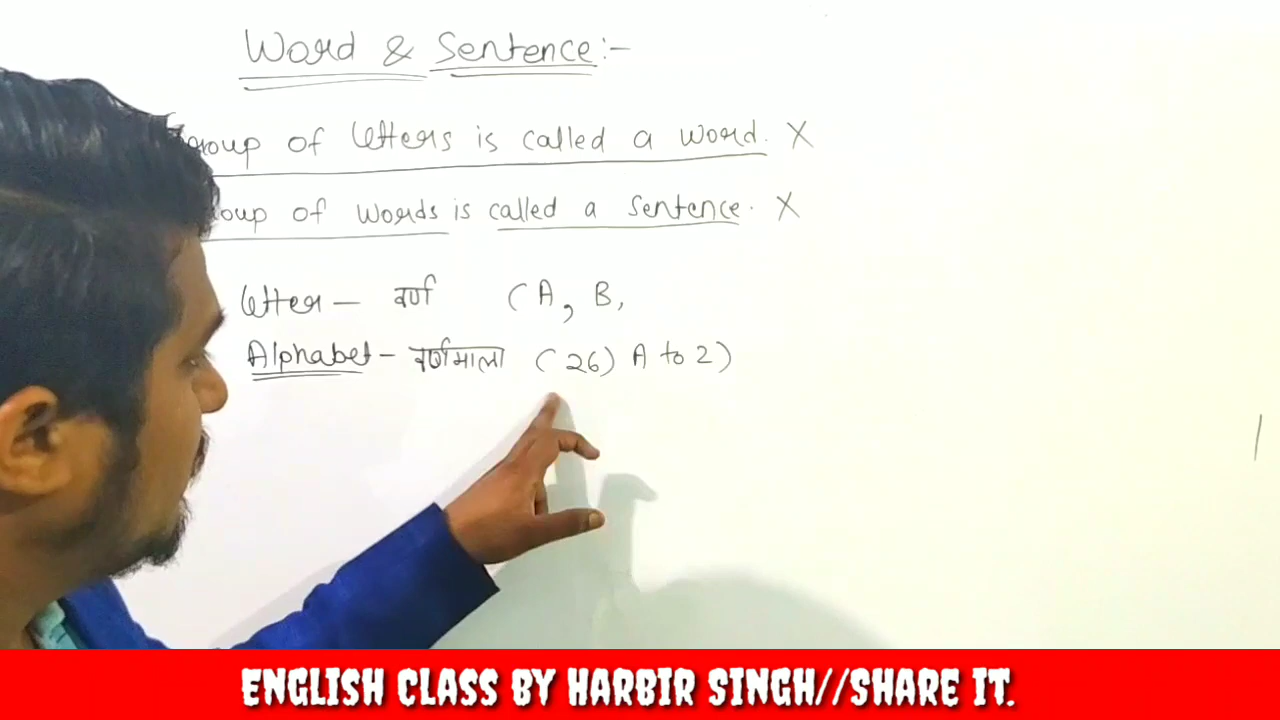 Word & Sentence:-
group of letters is called a word. X
oup of words is called a sentence. X
Letter - वर्ण (A, B,
Alphabet - वर्णमाला (26) A to Z)
ENGLISH CLASS BY HARBIR SINGH//SHARE IT.